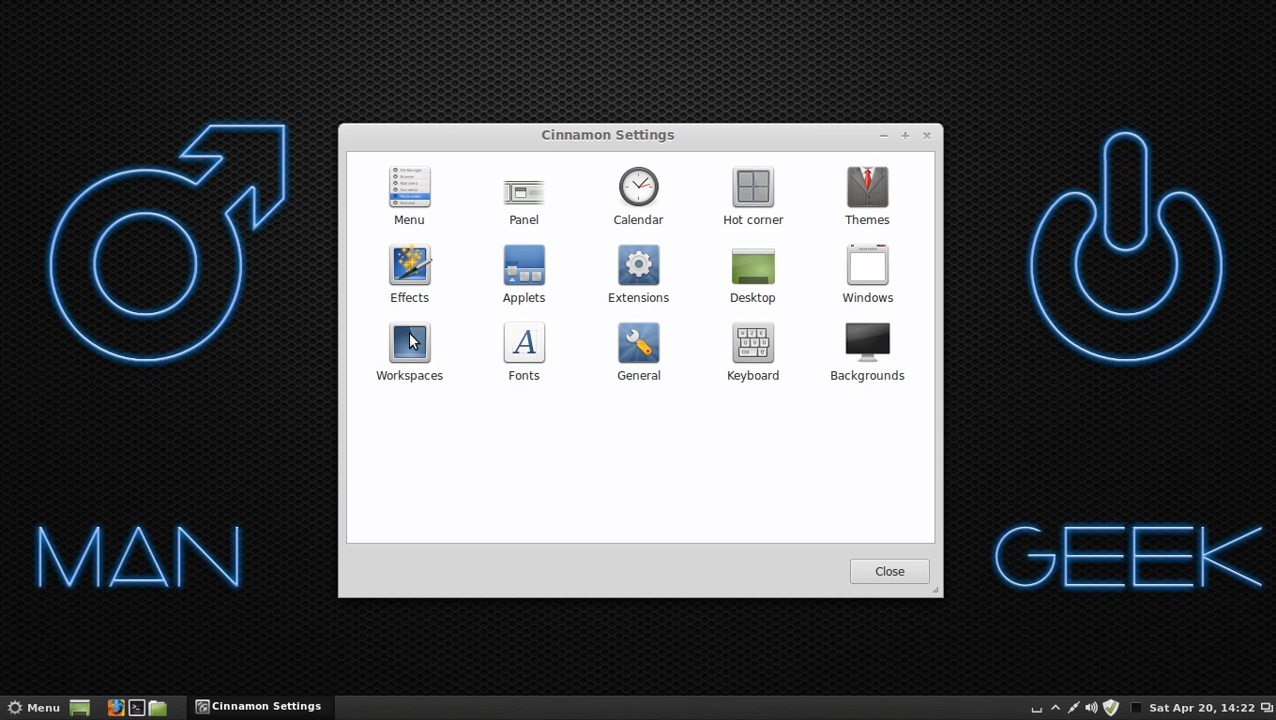 Cinnamon Settings
Menu
Panel
Calendar
Hot corner
Themes
Effects
Applets
Extensions
Desktop
Windows
Workspaces
Fonts
General
Keyboard
Backgrounds
Close
MAN
GEEK
Menu
Cinnamon Settings
Sat Apr 20, 14:22